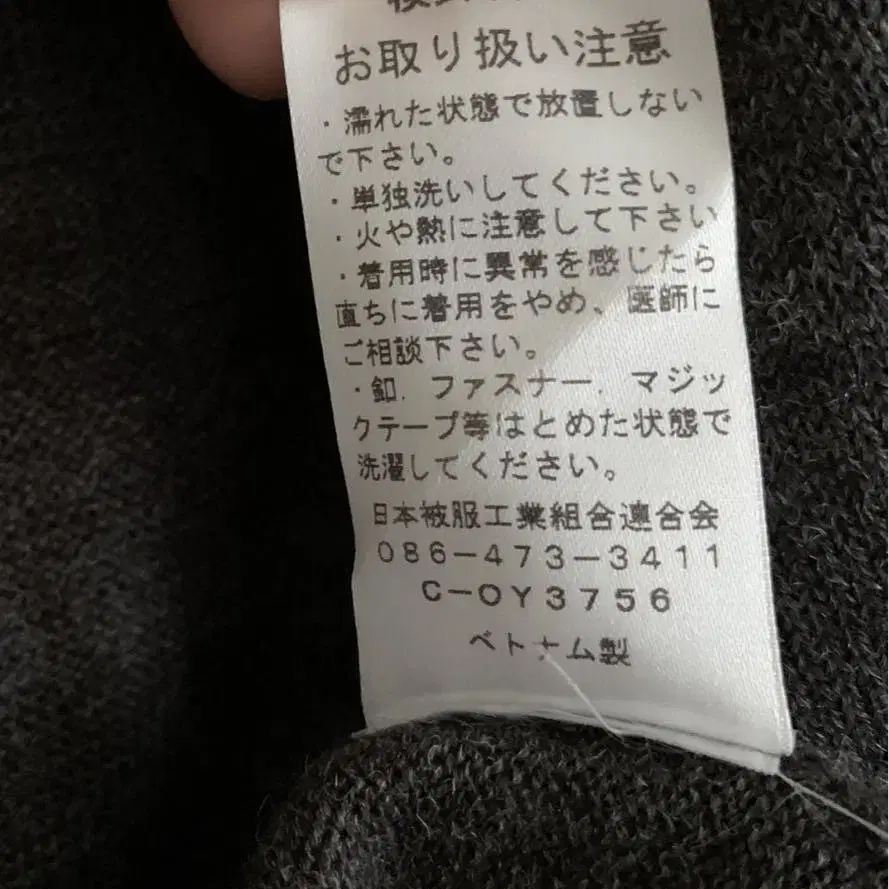 お取り扱い注意
・濡れた状態で放置しない
で下さい。
・単独洗いしてください。
・火や熱に注意して下さい
・着用時に異常を感じたら
直ちに着用をやめ、医師に
ご相談下さい。
・釦．ファスナー．マジッ
クテープ等はとめた状態で
洗濯してください。
日本被服工業組合連合会
086－473－3411
C－OY3756
ベトナム製